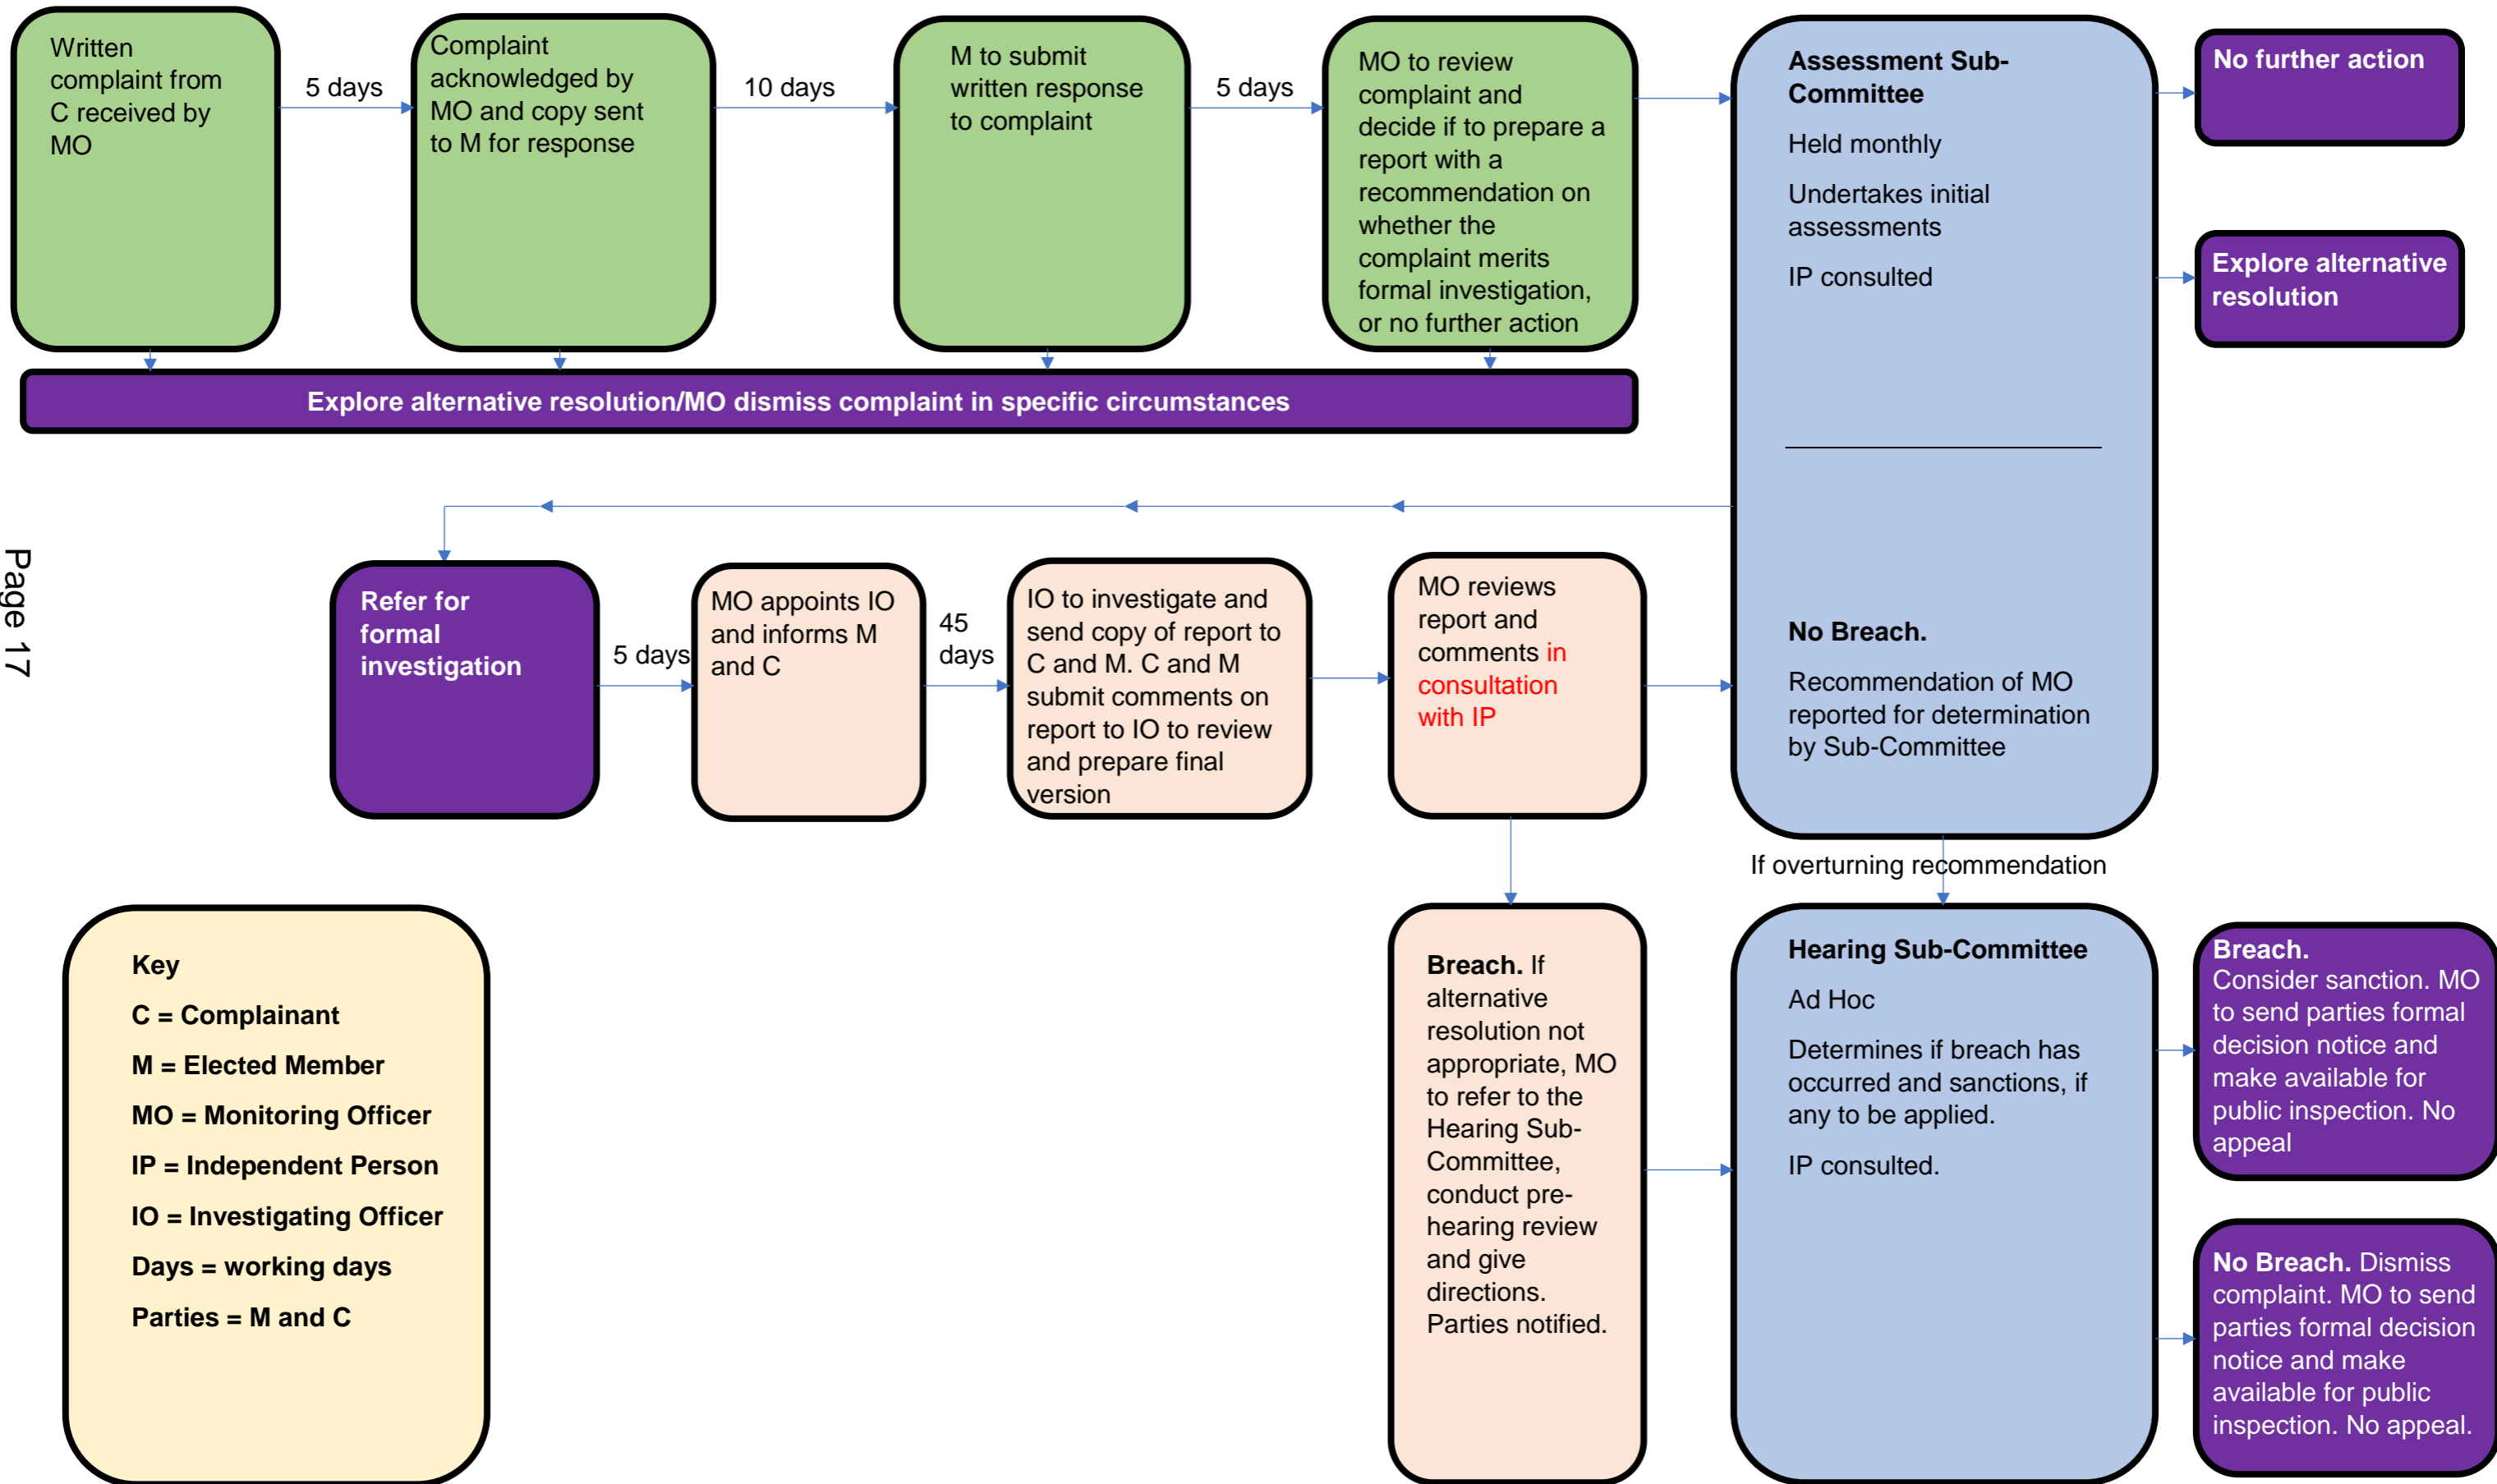 Written
complaint from
C received by
MO
5 days
Complaint
acknowledged by
MO and copy sent
to M for response
10 days
M to submit
written response
to complaint
5 days
MO to review
complaint and
decide if to prepare a
report with a
recommendation on
whether the
complaint merits
formal investigation,
or no further action
Assessment Sub-
Committee
Held monthly
Undertakes initial
assessments
IP consulted
No further action
Explore alternative
resolution
Explore alternative resolution/MO dismiss complaint in specific circumstances
Page 17
Refer for
formal
investigation
5 days
MO appoints IO
and informs M
and C
45
days
IO to investigate and
send copy of report to
C and M. C and M
submit comments on
report to IO to review
and prepare final
version
MO reviews
report and
comments in
consultation
with IP
No Breach.
Recommendation of MO
reported for determination
by Sub-Committee
If overturning recommendation
Key
C = Complainant
M = Elected Member
MO = Monitoring Officer
IP = Independent Person
IO = Investigating Officer
Days = working days
Parties = M and C
Breach. If
alternative
resolution not
appropriate, MO
to refer to the
Hearing Sub-
Committee,
conduct pre-
hearing review
and give
directions.
Parties notified.
Hearing Sub-Committee
Ad Hoc
Determines if breach has
occurred and sanctions, if
any to be applied.
IP consulted.
Breach.
Consider sanction. MO
to send parties formal
decision notice and
make available for
public inspection. No
appeal
No Breach. Dismiss
complaint. MO to send
parties formal decision
notice and make
available for public
inspection. No appeal.